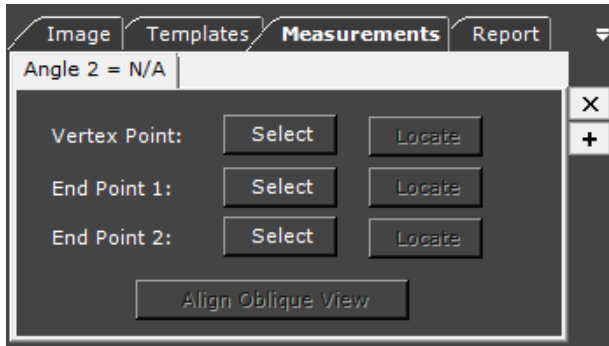 Image Templates Measurements Report
Angle 2 = N/A
×
Vertex Point: Select Locate
+
End Point 1: Select Locate
End Point 2: Select Locate
Align Oblique View